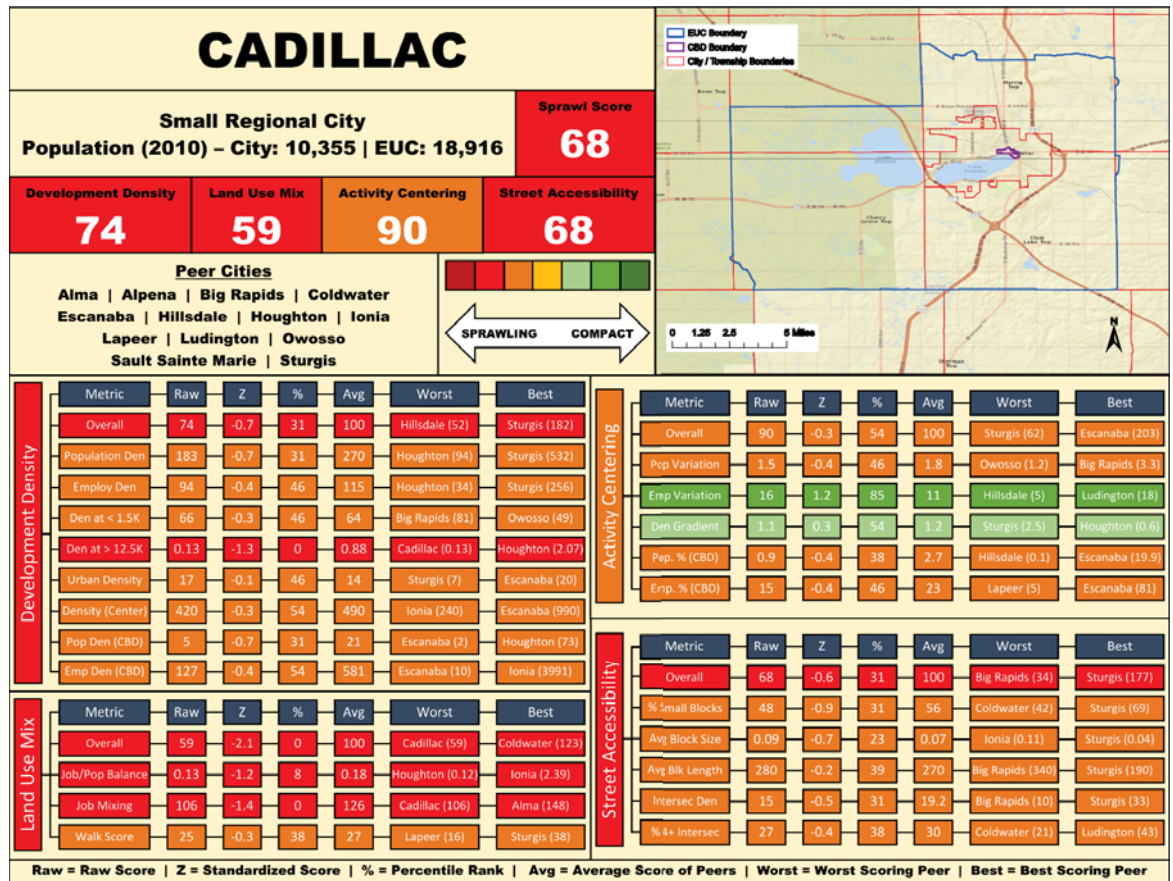 CADILLAC
Small Regional City
Population (2010) – City: 10,355 | EUC: 18,916
Sprawl Score
68
Development Density
74
Land Use Mix
59
Activity Centering
90
Street Accessibility
68
Peer Cities
Alma | Alpena | Big Rapids | Coldwater
Escanaba | Hillsdale | Houghton | Ionia
Lapeer | Ludington | Owosso
Sault Sainte Marie | Sturgis
SPRAWLING COMPACT
EUC Boundary
CBD Boundary
City / Township Boundaries
0 1.25 2.5 5 Miles
N
Development Density
Metric Raw Z % Avg Worst Best
Overall 74 -0.7 31 100 Hillsdale (52) Sturgis (182)
Population Den 183 -0.7 31 270 Houghton (94) Sturgis (532)
Employ Den 94 -0.4 46 115 Houghton (34) Sturgis (256)
Den at < 1.5K 66 -0.3 46 64 Big Rapids (81) Owosso (49)
Den at > 12.5K 0.13 -1.3 0 0.88 Cadillac (0.13) Houghton (2.07)
Urban Density 17 -0.1 46 14 Sturgis (7) Escanaba (20)
Density (Center) 420 -0.3 54 490 Ionia (240) Escanaba (990)
Pop Den (CBD) 5 -0.7 31 21 Escanaba (2) Houghton (73)
Emp Den (CBD) 127 -0.4 54 581 Escanaba (10) Ionia (3991)
Land Use Mix
Metric Raw Z % Avg Worst Best
Overall 59 -2.1 0 100 Cadillac (59) Coldwater (123)
Job/Pop Balance 0.13 -1.2 8 0.18 Houghton (0.12) Ionia (2.39)
Job Mixing 106 -1.4 0 126 Cadillac (106) Alma (148)
Walk Score 25 -0.3 38 27 Lapeer (16) Sturgis (38)
Activity Centering
Metric Raw Z % Avg Worst Best
Overall 90 -0.3 54 100 Sturgis (62) Escanaba (203)
Pop Variation 1.5 -0.4 46 1.8 Owosso (1.2) Big Rapids (3.3)
Emp Variation 16 1.2 85 11 Hillsdale (5) Ludington (18)
Den Gradient 1.1 0.3 54 1.2 Sturgis (2.5) Houghton (0.6)
Pop. % (CBD) 0.9 -0.4 38 2.7 Hillsdale (0.1) Escanaba (19.9)
Emp. % (CBD) 15 -0.4 46 23 Lapeer (5) Escanaba (81)
Street Accessibility
Metric Raw Z % Avg Worst Best
Overall 68 -0.6 31 100 Big Rapids (34) Sturgis (177)
% Small Blocks 48 -0.9 31 56 Coldwater (42) Sturgis (69)
Avg Block Size 0.09 -0.7 23 0.07 Ionia (0.11) Sturgis (0.04)
Avg Blk Length 280 -0.2 39 270 Big Rapids (340) Sturgis (190)
Intersec Den 15 -0.5 31 19.2 Big Rapids (10) Sturgis (33)
% 4+ Intersec 27 -0.4 38 30 Coldwater (21) Ludington (43)
Raw = Raw Score | Z = Standardized Score | % = Percentile Rank | Avg = Average Score of Peers | Worst = Worst Scoring Peer | Best = Best Scoring Peer